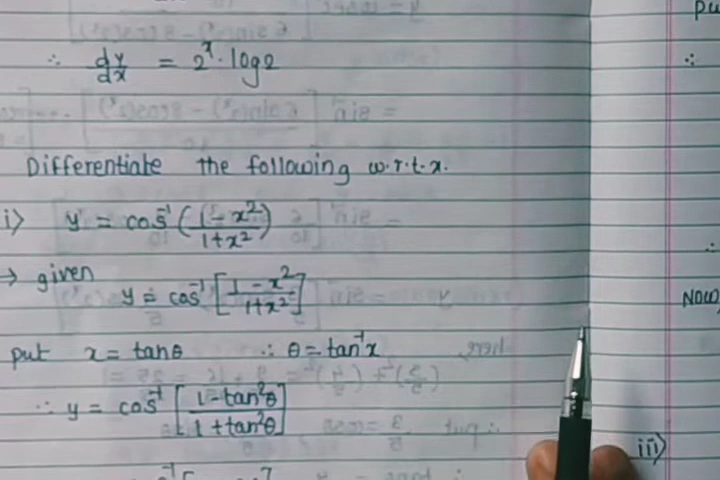 ∴ dy/dx = 2^x · log2
Differentiate the following w.r.t.x.
i) y = cos⁻¹ (1 - x²/1 + x²)
→ given
y = cos⁻¹ [1 - x²/1 + x²]
put x = tanθ ∴ θ = tan⁻¹x
∴ y = cos⁻¹ [1 - tan²θ/1 + tan²θ]
pu
∴
∴
Now,
iii)